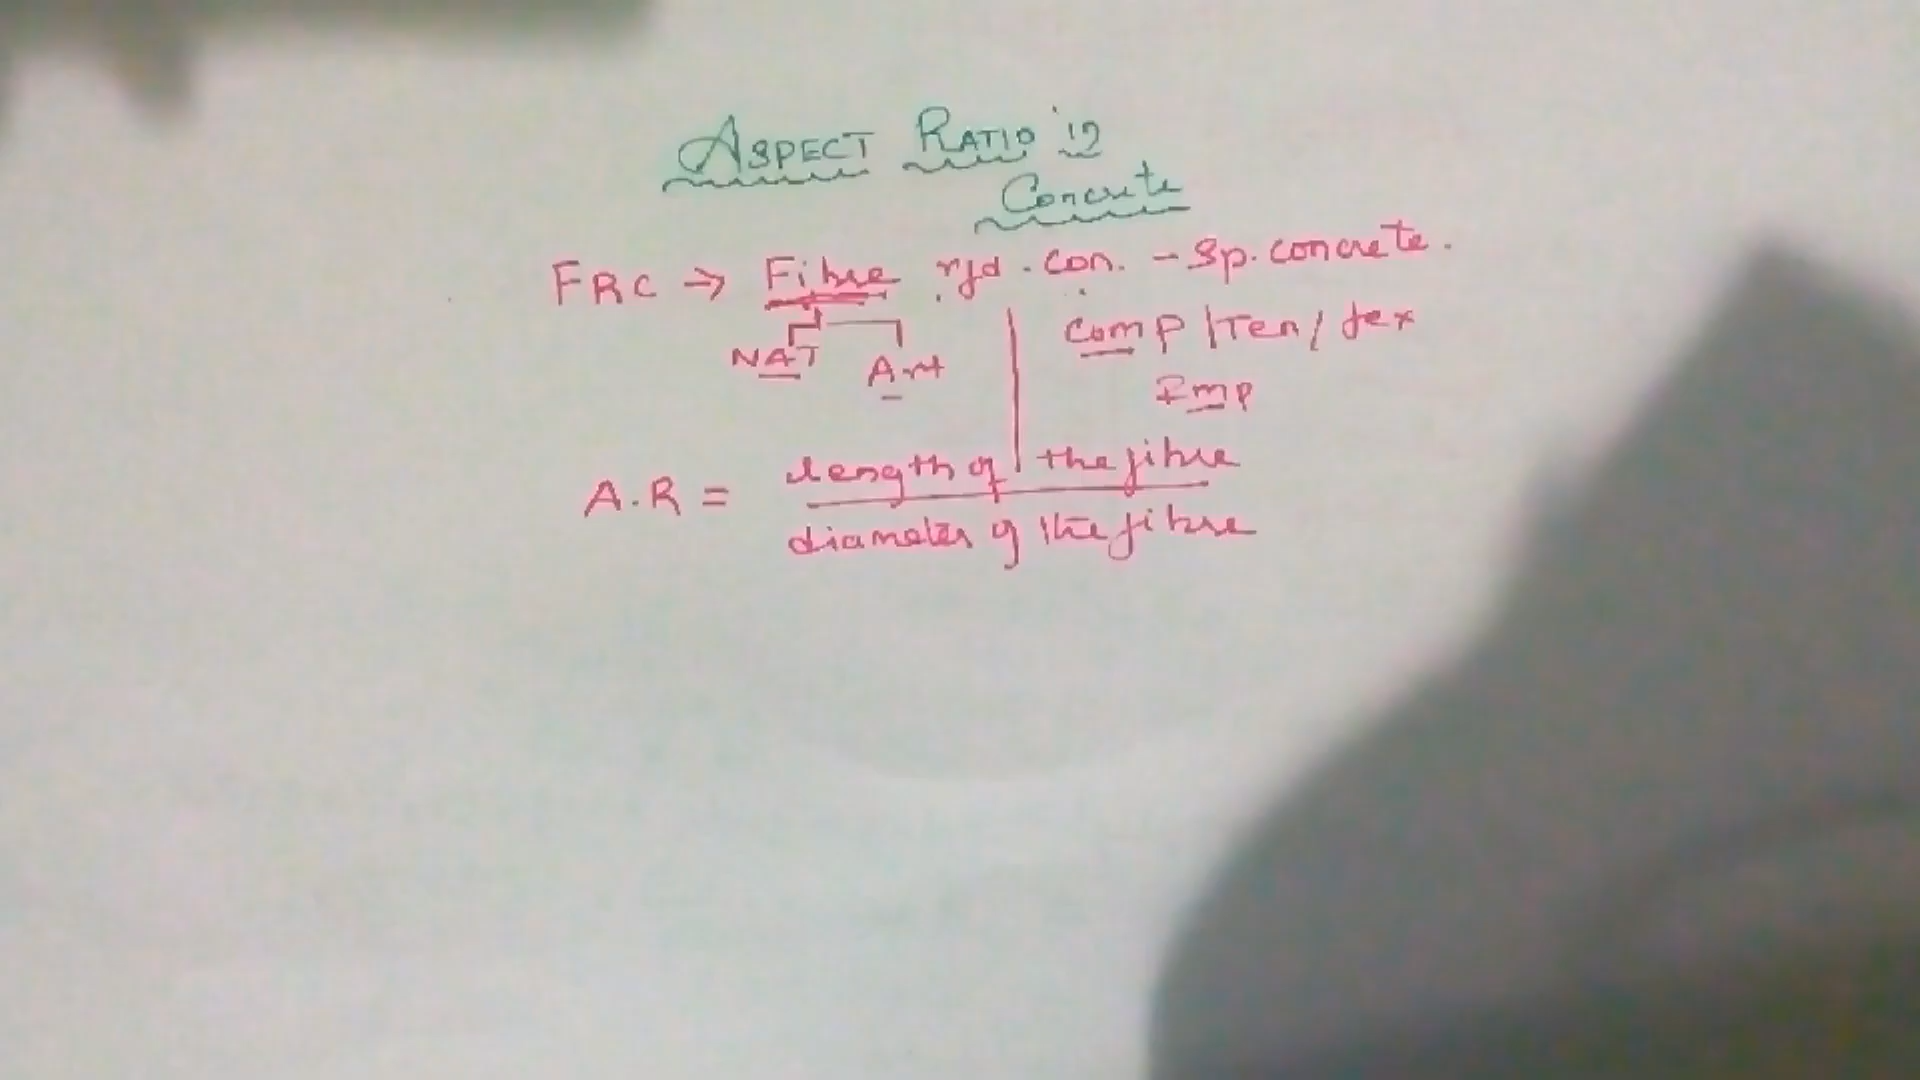 ASPECT RATIO in
Concrete
FRC → Fibre rfd. con. - Sp. concrete.
NAT Art
Comp / Ten / flex
Imp
A.R = length of the fibre
diameter of the fibre